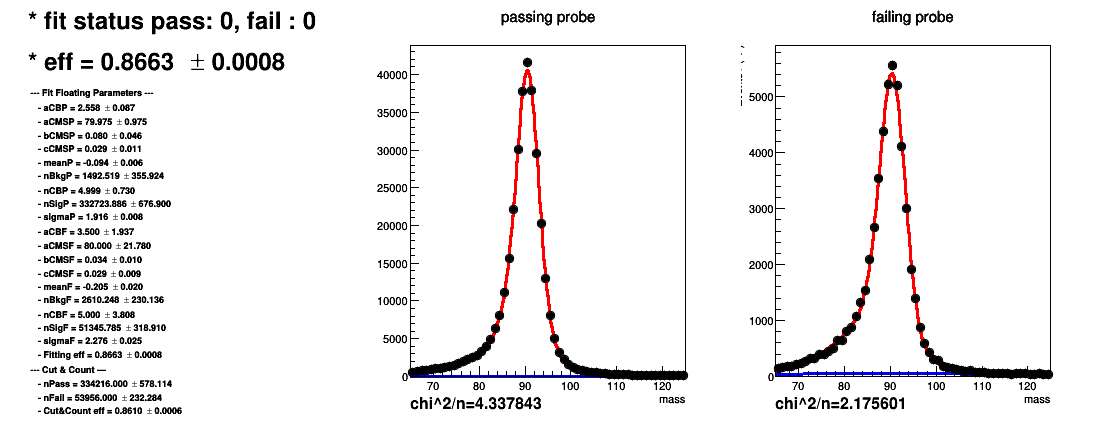 * fit status pass: 0, fail : 0
* eff = 0.8663 ± 0.0008
--- Fit Floating Parameters ---
- aCBP = 2.558 ± 0.087
- aCMSP = 79.975 ± 0.975
- bCMSP = 0.080 ± 0.046
- cCMSP = 0.029 ± 0.011
- meanP = -0.094 ± 0.006
- nBkgP = 1492.519 ± 355.924
- nCBP = 4.999 ± 0.730
- nSigP = 332723.886 ± 676.900
- sigmaP = 1.916 ± 0.008
- aCBF = 3.500 ± 1.937
- aCMSF = 80.000 ± 21.780
- bCMSF = 0.034 ± 0.010
- cCMSF = 0.029 ± 0.009
- meanF = -0.205 ± 0.020
- nBkgF = 2610.248 ± 230.136
- nCBF = 5.000 ± 3.808
- nSigF = 51345.785 ± 318.910
- sigmaF = 2.276 ± 0.025
- Fitting eff = 0.8663 ± 0.0008
--- Cut & Count ---
- nPass = 334216.000 ± 578.114
- nFail = 53956.000 ± 232.284
- Cut&Count eff = 0.8610 ± 0.0006
passing probe
40000
35000
30000
25000
20000
15000
10000
5000
0
70 80 90 100 110 120
mass
chi^2/n=4.337843
failing probe
5000
4000
3000
2000
1000
0
70 80 90 100 110 120
mass
chi^2/n=2.175601